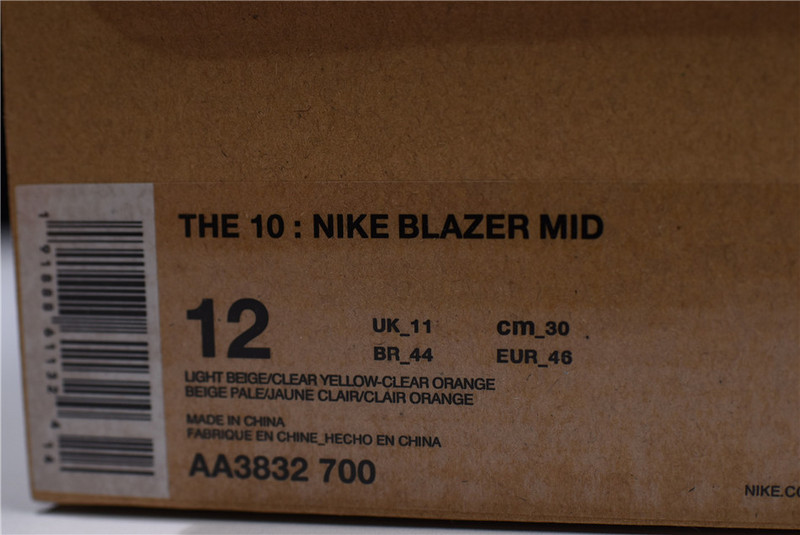 THE 10 : NIKE BLAZER MID
12
UK_11 cm_30
BR_44 EUR_46
LIGHT BEIGE/CLEAR YELLOW-CLEAR ORANGE
BEIGE PALE/JAUNE CLAIR/CLAIR ORANGE
MADE IN CHINA
FABRIQUE EN CHINE_HECHO EN CHINA
AA3832 700
NIKE.CO